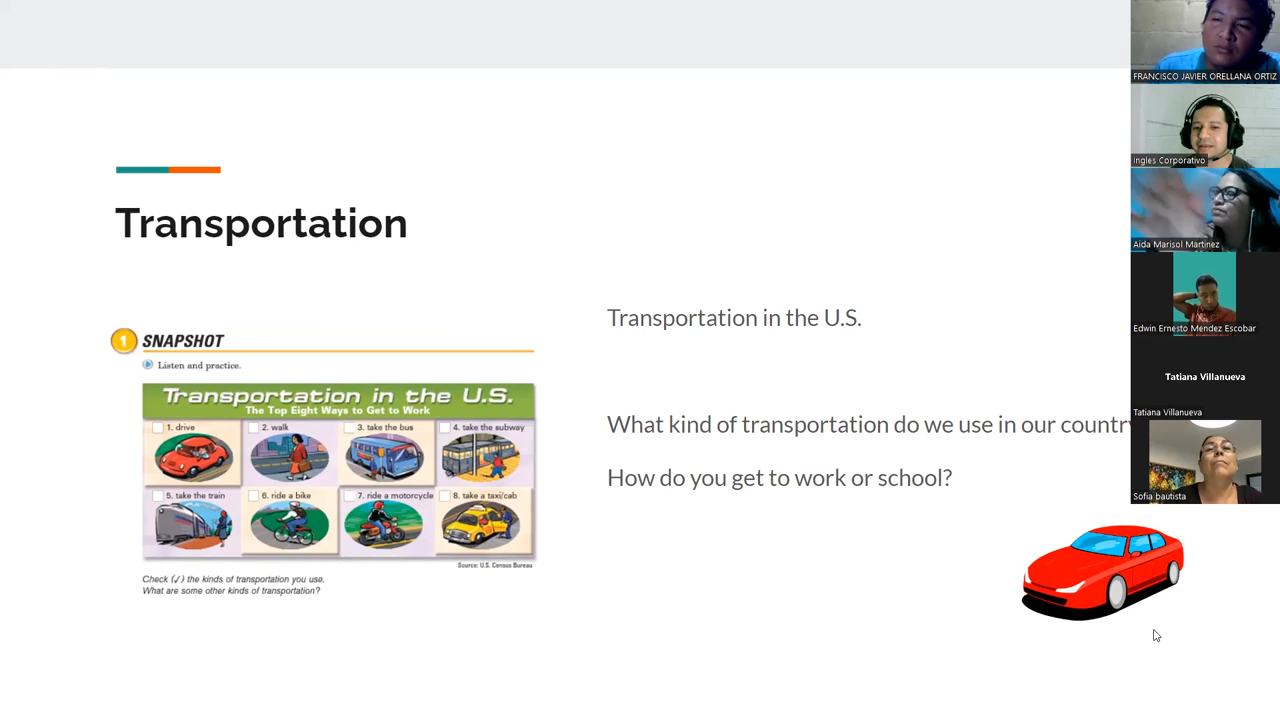 Transportation
1 SNAPSHOT
Listen and practice.
Transportation in the U.S.
The Top Eight Ways to Get to Work
1. drive
2. walk
3. take the bus
4. take the subway
5. take the train
6. ride a bike
7. ride a motorcycle
8. take a taxi/cab
Source: U.S. Census Bureau
Check (✓) the kinds of transportation you use.
What are some other kinds of transportation?
Transportation in the U.S.
What kind of transportation do we use in our country
How do you get to work or school?
FRANCISCO JAVIER ORELLANA ORTIZ
Ingles Corporativo
Aida Marisol Martinez
Edwin Ernesto Mendez Escobar
Tatiana Villanueva
Tatiana Villanueva
Sofia bautista